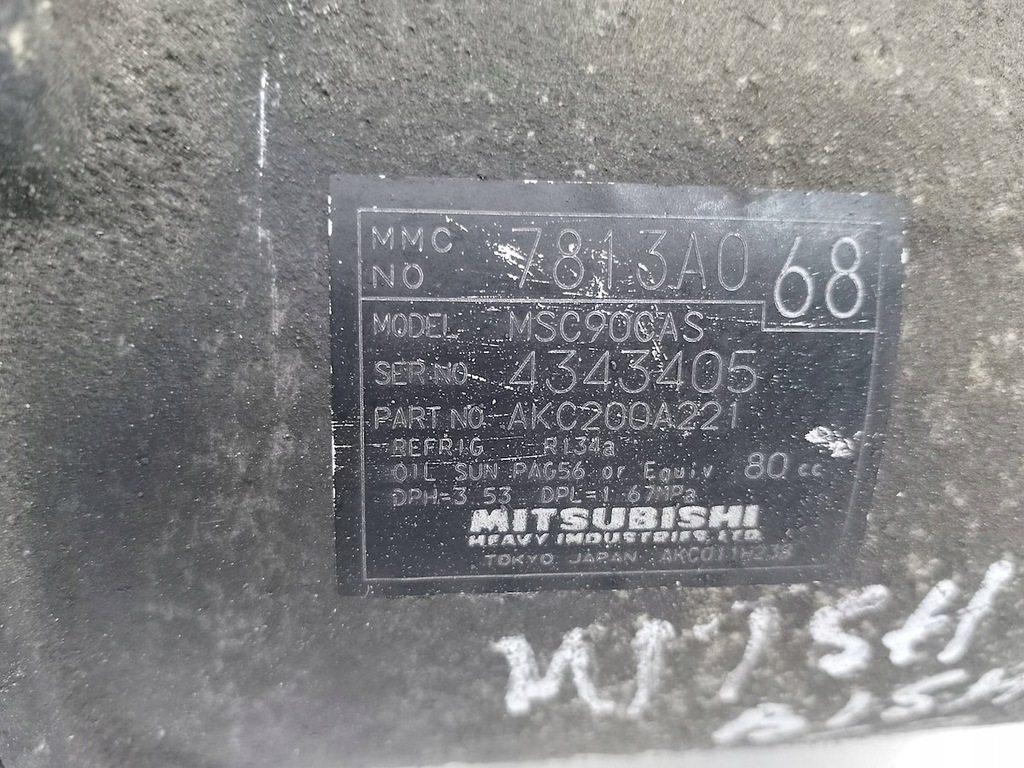 MMC NO 7813A068
MODEL MSC90CAS
SER.NO. 4343405
PART NO. AKC200A221
REFRIG R134a
OIL SUN PAG56 or Equiv 80 cc
DPH=3.53 DPL=1.67MPa
MITSUBISHI
HEAVY INDUSTRIES, LTD.
TOKYO JAPAN
MITSU